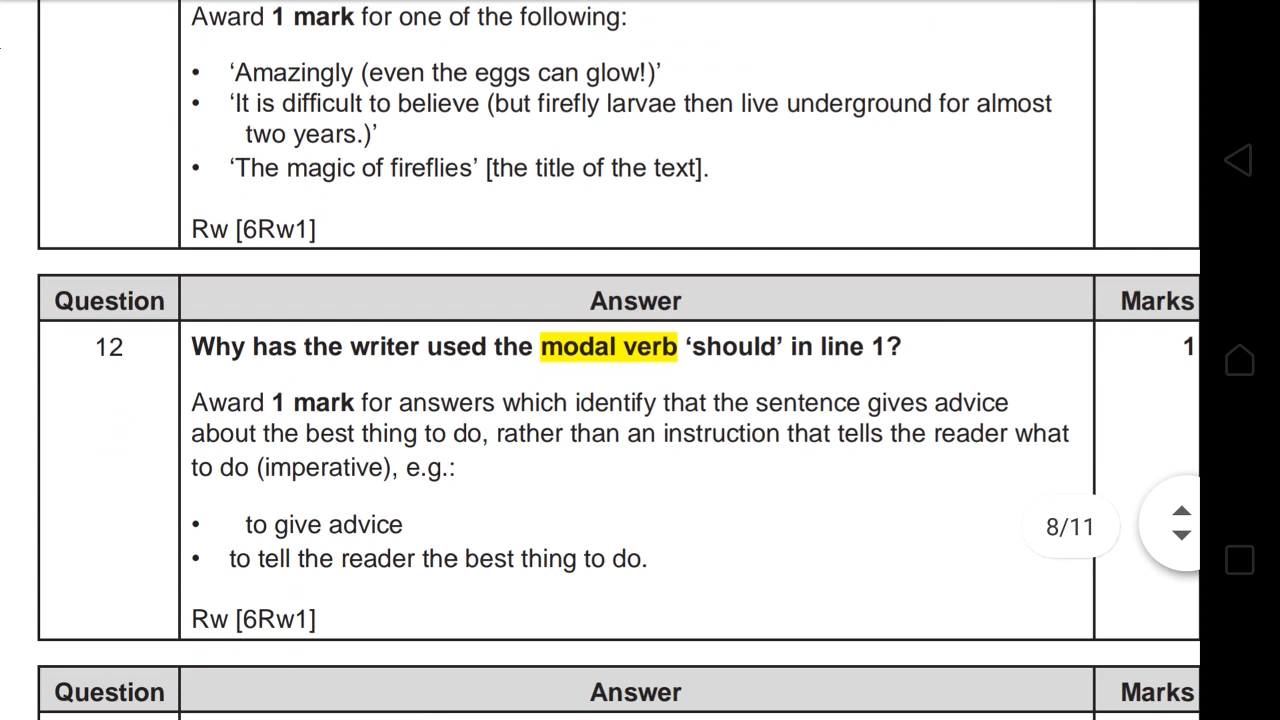 Award 1 mark for one of the following:
• ‘Amazingly (even the eggs can glow!)’
• ‘It is difficult to believe (but firefly larvae then live underground for almost
two years.)’
• ‘The magic of fireflies’ [the title of the text].
Rw [6Rw1]
Question Answer Marks
12 Why has the writer used the modal verb ‘should’ in line 1? 1
Award 1 mark for answers which identify that the sentence gives advice
about the best thing to do, rather than an instruction that tells the reader what
to do (imperative), e.g.:
• to give advice
• to tell the reader the best thing to do.
8/11
Rw [6Rw1]
Question Answer Marks